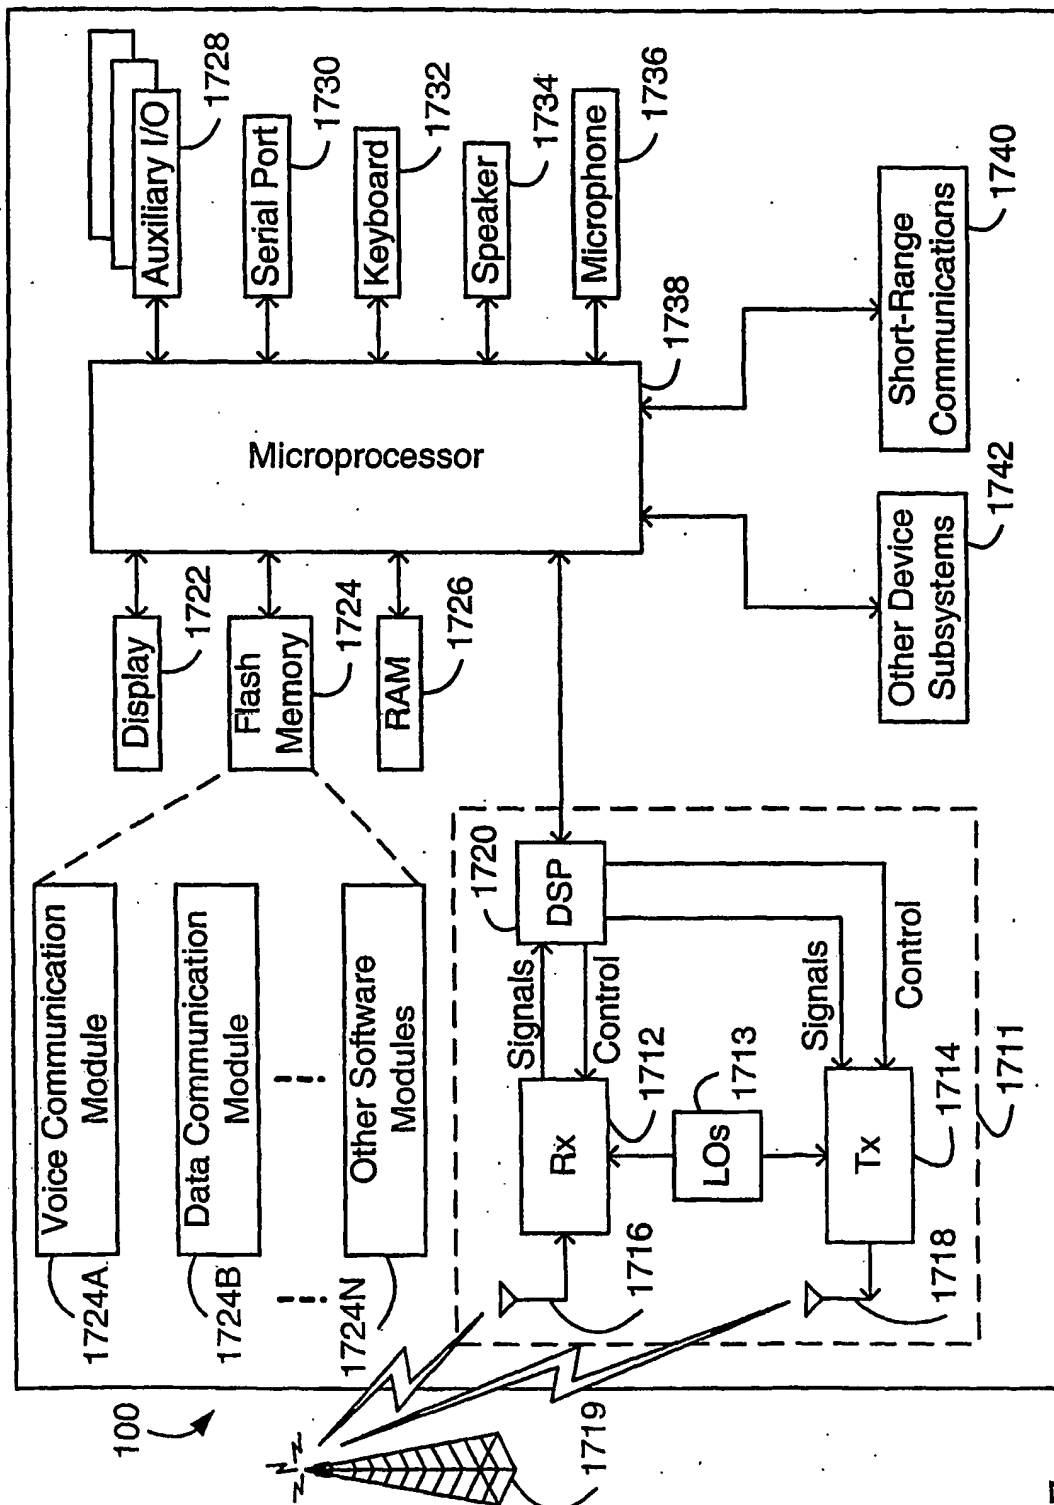 100
1719
Voice Communication
Module
1724A
Data Communication
Module
1724B
Other Software
Modules
1724N
Display
1722
Flash
Memory
1724
RAM
1726
Microprocessor
1738
Auxiliary I/O
1728
Serial Port
1730
Keyboard
1732
Speaker
1734
Microphone
1736
Short-Range
Communications
1740
Other Device
Subsystems
1742
DSP
1720
Signals
Control
Rx
1712
LOs
1713
Signals
Control
Tx
1714
1711
1716
1718